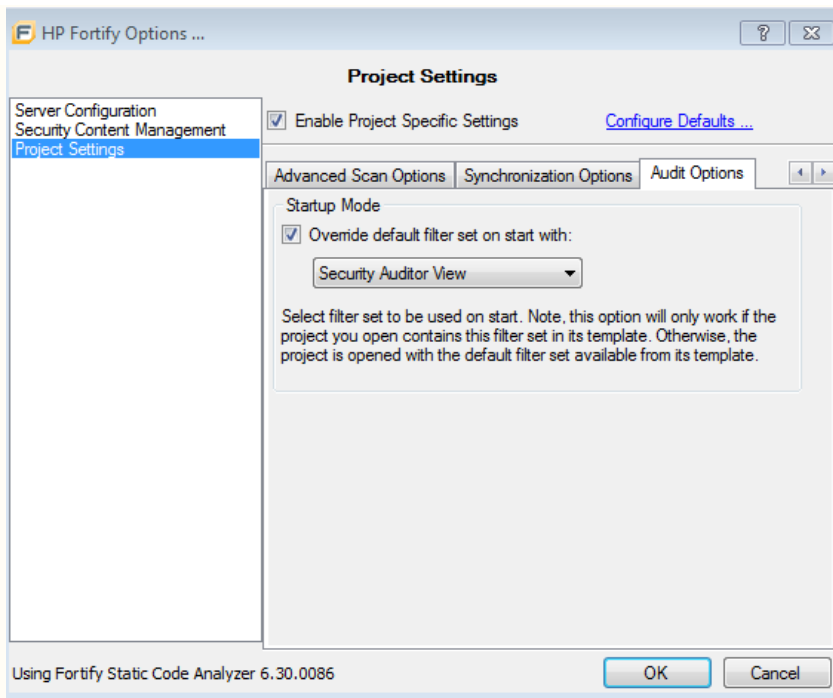 HP Fortify Options ...
Project Settings
Server Configuration
Security Content Management
Project Settings
Enable Project Specific Settings
Configure Defaults ...
Advanced Scan Options
Synchronization Options
Audit Options
Startup Mode
Override default filter set on start with:
Security Auditor View
Select filter set to be used on start. Note, this option will only work if the
project you open contains this filter set in its template. Otherwise, the
project is opened with the default filter set available from its template.
Using Fortify Static Code Analyzer 6.30.0086
OK
Cancel